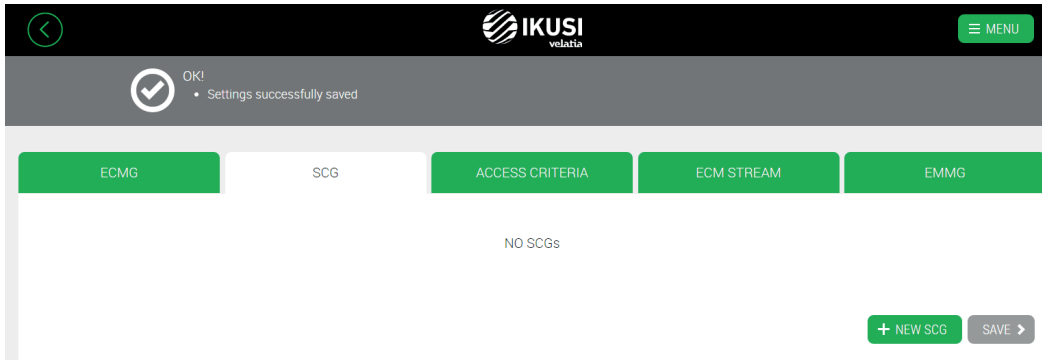 IKUSI
velatia
MENU
OK!
• Settings successfully saved
ECMG SCG ACCESS CRITERIA ECM STREAM EMMG
NO SCGs
+ NEW SCG SAVE